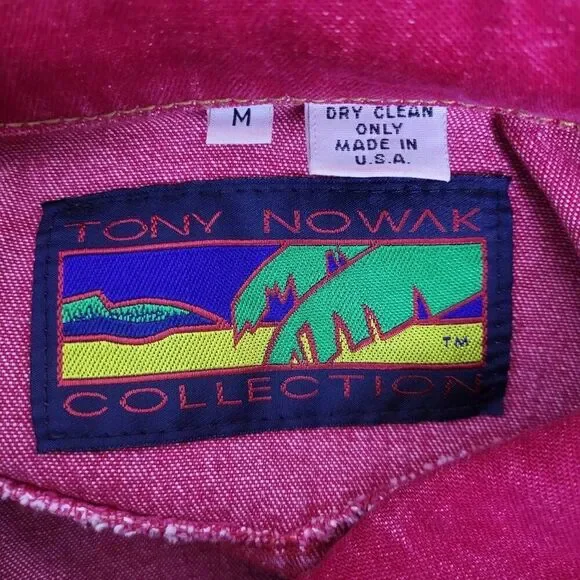 M
DRY CLEAN
ONLY
MADE IN
U.S.A.
TONY NOWAK
TM
COLLECTION